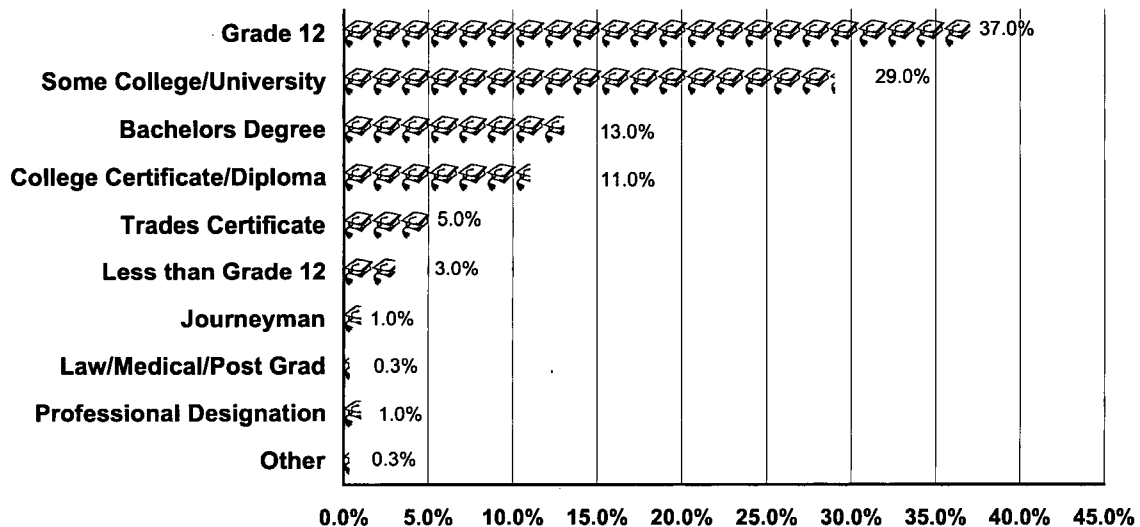 Grade 12 37.0%
Some College/University 29.0%
Bachelors Degree 13.0%
College Certificate/Diploma 11.0%
Trades Certificate 5.0%
Less than Grade 12 3.0%
Journeyman 1.0%
Law/Medical/Post Grad 0.3%
Professional Designation 1.0%
Other 0.3%
0.0% 5.0% 10.0% 15.0% 20.0% 25.0% 30.0% 35.0% 40.0% 45.0%